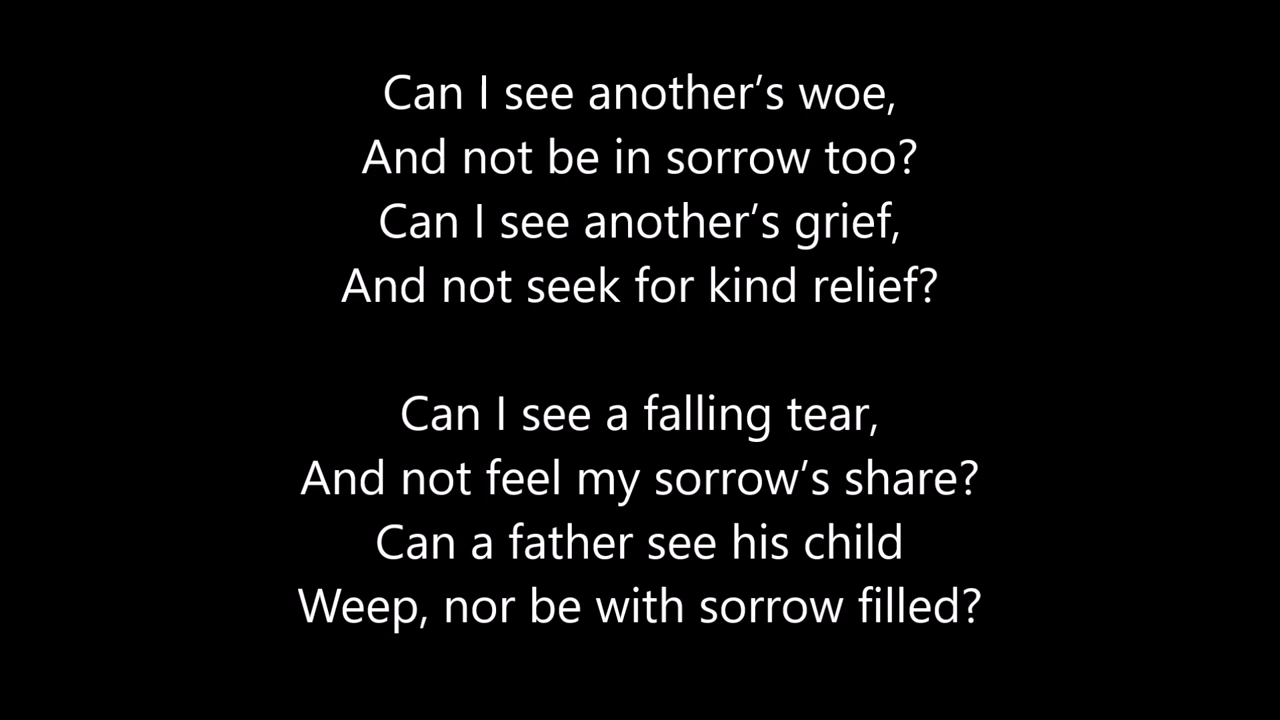 Can I see another’s woe,
And not be in sorrow too?
Can I see another’s grief,
And not seek for kind relief?
Can I see a falling tear,
And not feel my sorrow’s share?
Can a father see his child
Weep, nor be with sorrow filled?